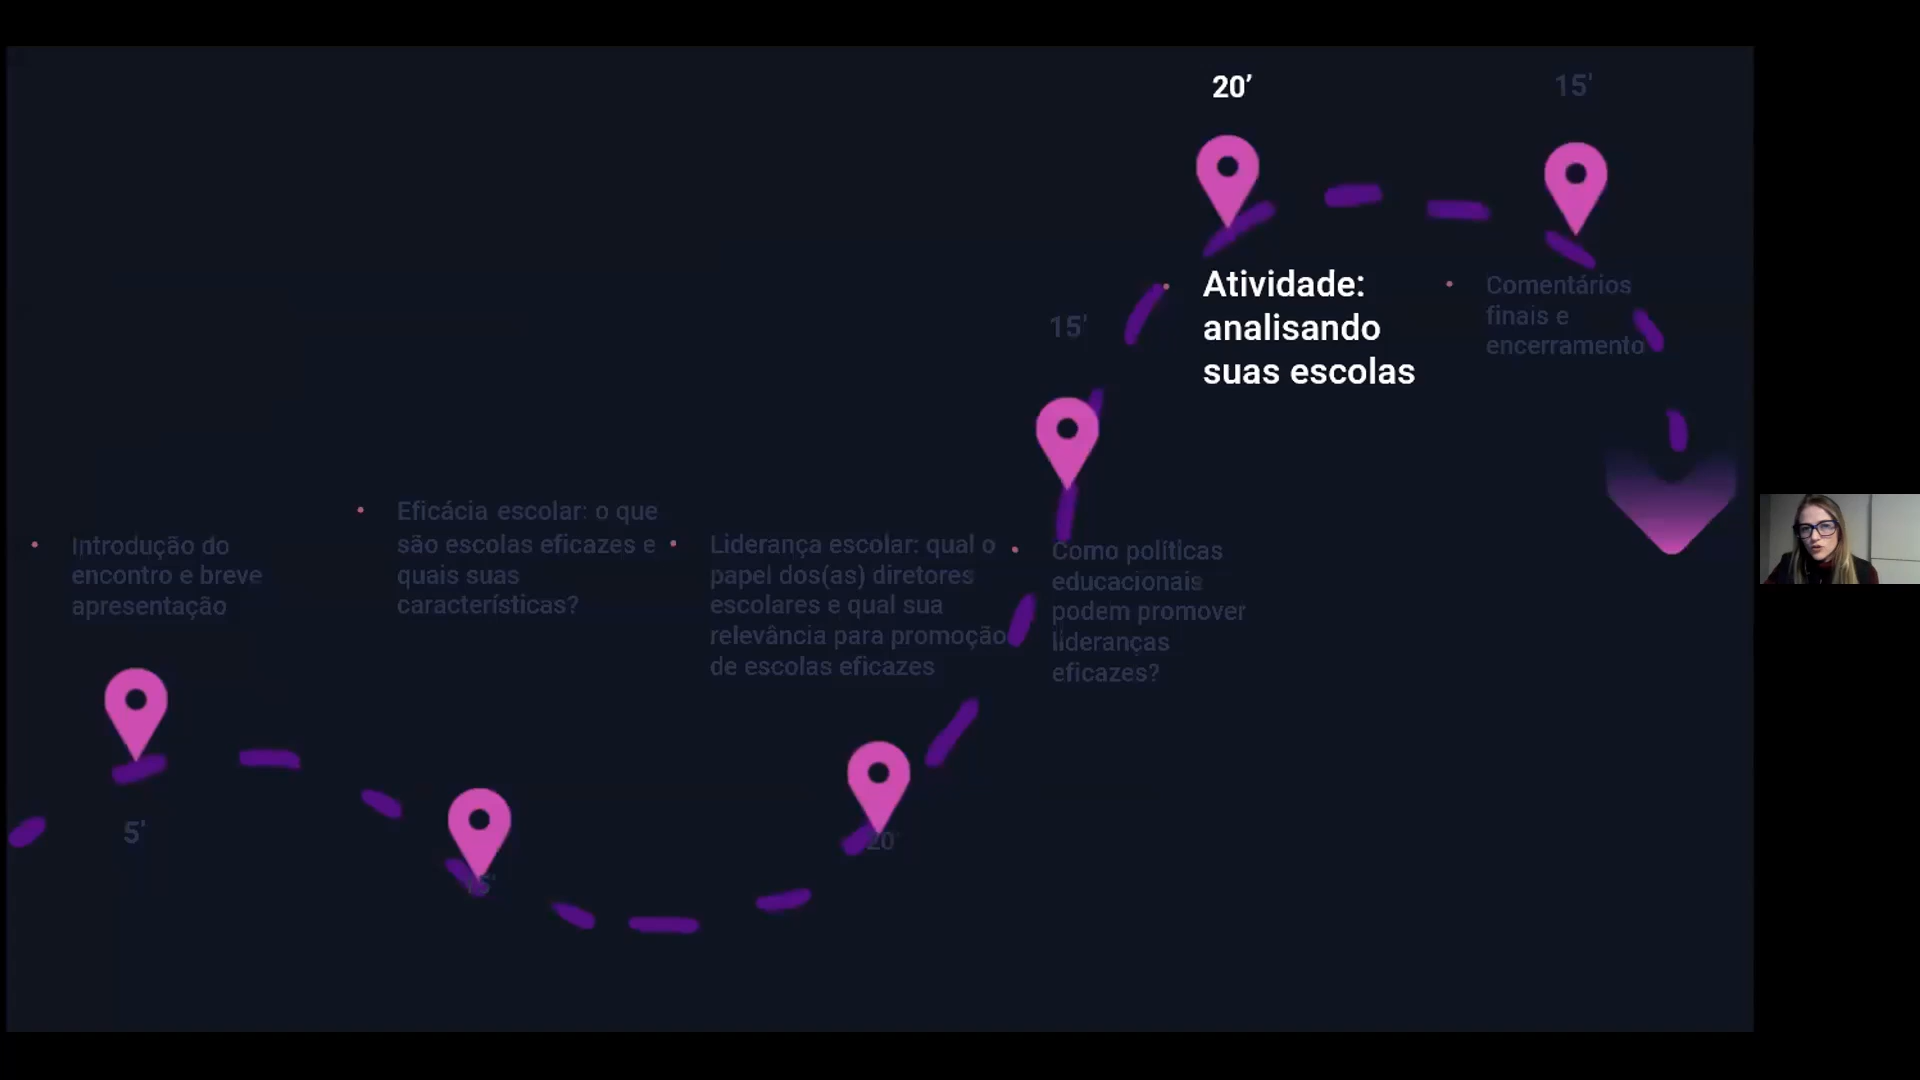 Introdução do
encontro e breve
apresentação
5'
Eficácia escolar: o que
são escolas eficazes e
quais suas
características?
Liderança escolar: qual o
papel dos(as) diretores
escolares e qual sua
relevância para promoção
de escolas eficazes
20'
15'
Como políticas
educacionais
podem promover
lideranças
eficazes?
20’
Atividade:
analisando
suas escolas
15'
Comentários
finais e
encerramento